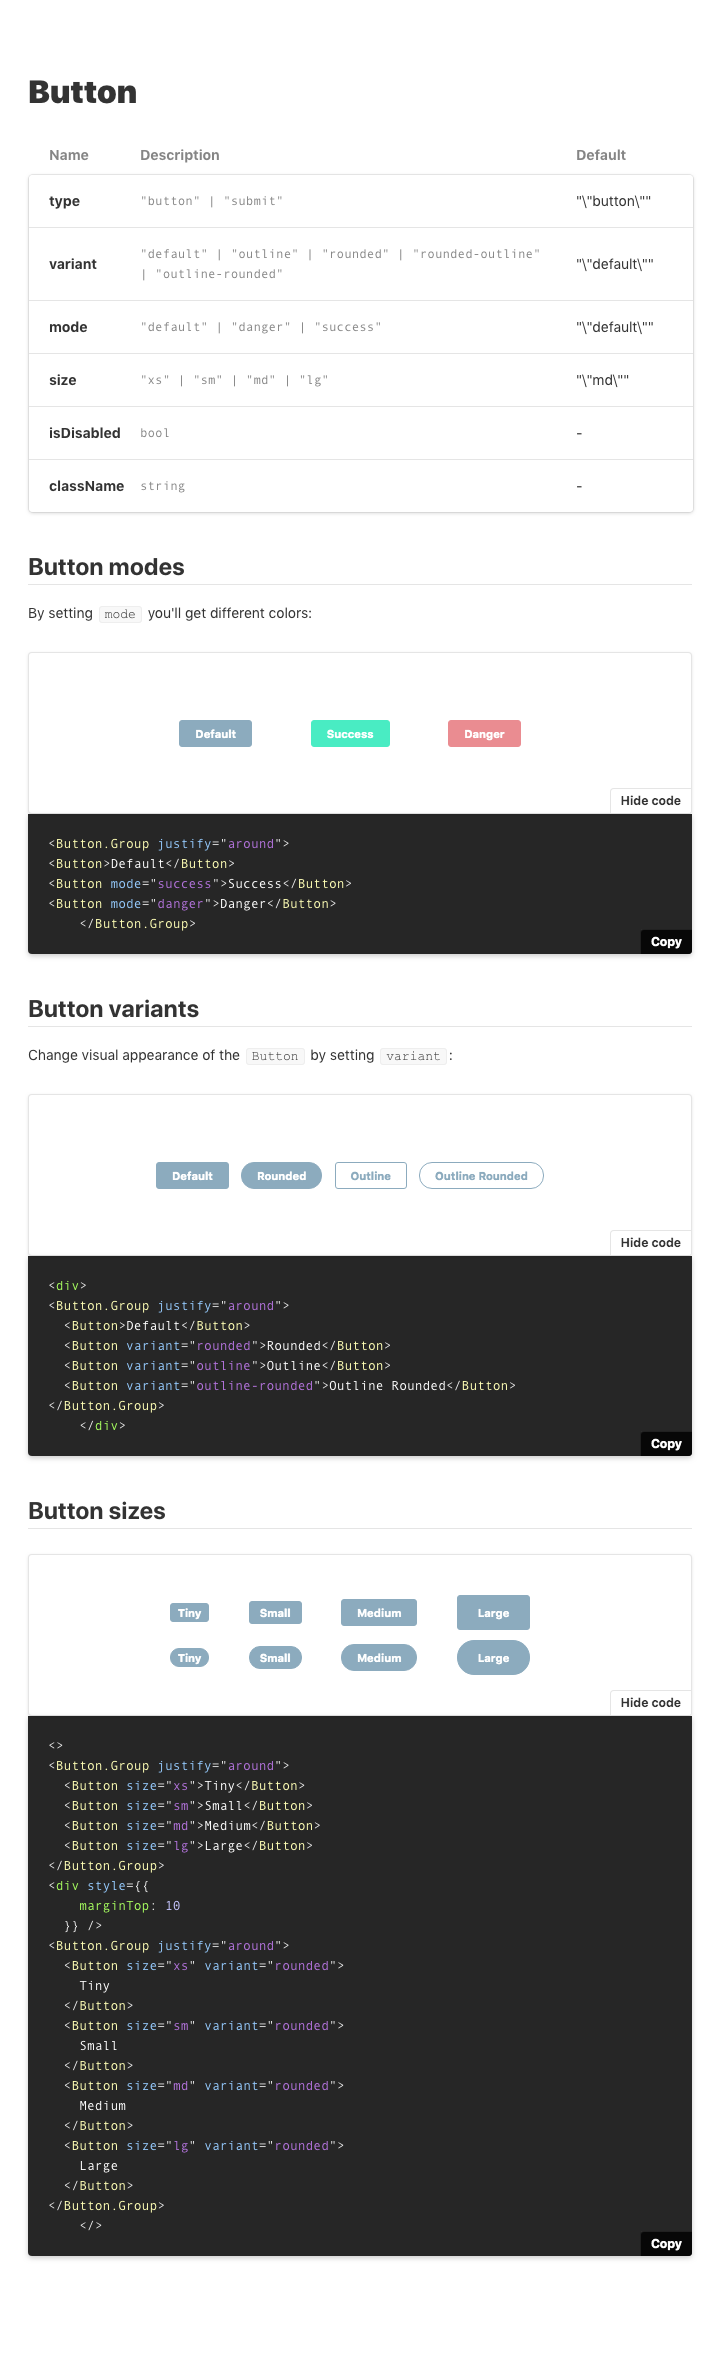 Button
Name Description Default
type "button" | "submit" "\"button\""
variant "default" | "outline" | "rounded" | "rounded-outline" "\"default\""
| "outline-rounded"
mode "default" | "danger" | "success" "\"default\""
size "xs" | "sm" | "md" | "lg" "\"md\""
isDisabled bool -
className string -
Button modes
By setting mode you'll get different colors:
Default Success Danger
Hide code
<Button.Group justify="around">
<Button>Default</Button>
<Button mode="success">Success</Button>
<Button mode="danger">Danger</Button>
    </Button.Group>
Copy
Button variants
Change visual appearance of the Button by setting variant :
Default Rounded Outline Outline Rounded
Hide code
<div>
<Button.Group justify="around">
  <Button>Default</Button>
  <Button variant="rounded">Rounded</Button>
  <Button variant="outline">Outline</Button>
  <Button variant="outline-rounded">Outline Rounded</Button>
</Button.Group>
    </div>
Copy
Button sizes
Tiny Small Medium Large
Tiny Small Medium Large
Hide code
<>
<Button.Group justify="around">
  <Button size="xs">Tiny</Button>
  <Button size="sm">Small</Button>
  <Button size="md">Medium</Button>
  <Button size="lg">Large</Button>
</Button.Group>
<div style={{
    marginTop: 10
  }} />
<Button.Group justify="around">
  <Button size="xs" variant="rounded">
    Tiny
  </Button>
  <Button size="sm" variant="rounded">
    Small
  </Button>
  <Button size="md" variant="rounded">
    Medium
  </Button>
  <Button size="lg" variant="rounded">
    Large
  </Button>
</Button.Group>
    </>
Copy